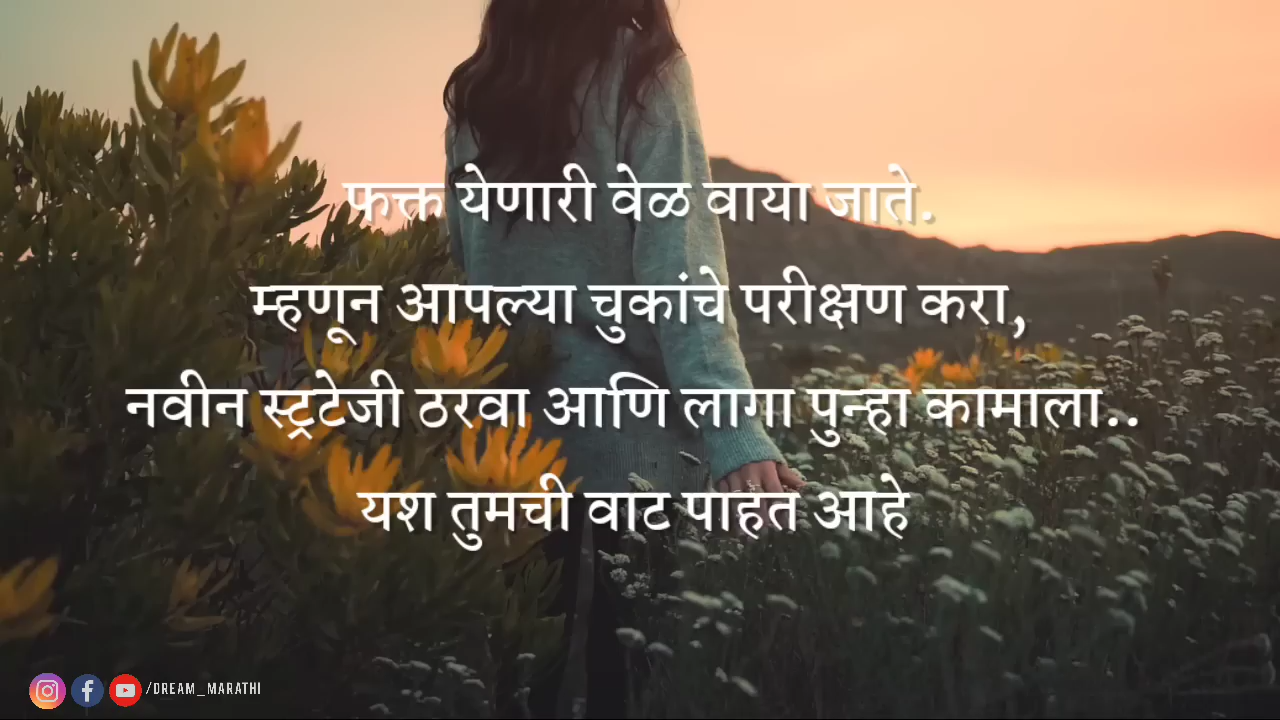 फक्त येणारी वेळ वाया जाते.
म्हणून आपल्या चुकांचे परीक्षण करा,
नवीन स्ट्रटेजी ठरवा आणि लागा पुन्हा कामाला..
यश तुमची वाट पाहत आहे
/DREAM_MARATHI